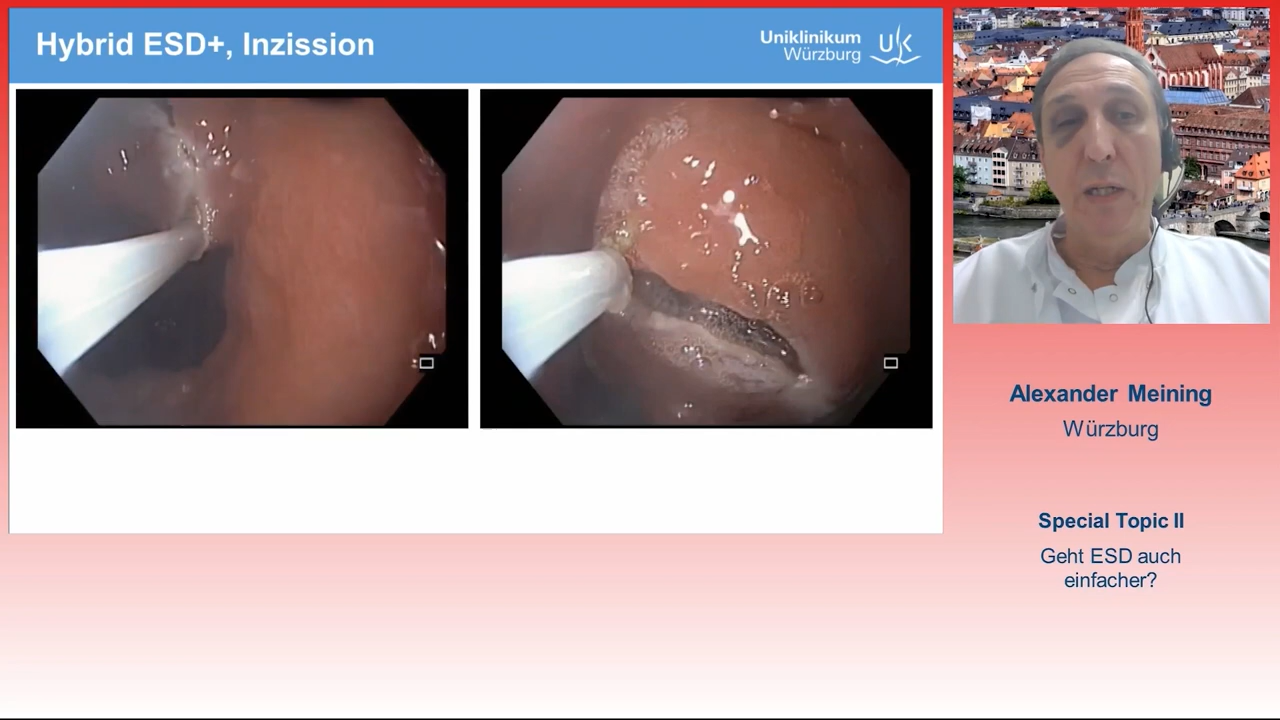 Hybrid ESD+, Inzission
Uniklinikum
Würzburg
UK
Alexander Meining
Würzburg
Special Topic II
Geht ESD auch
einfacher?